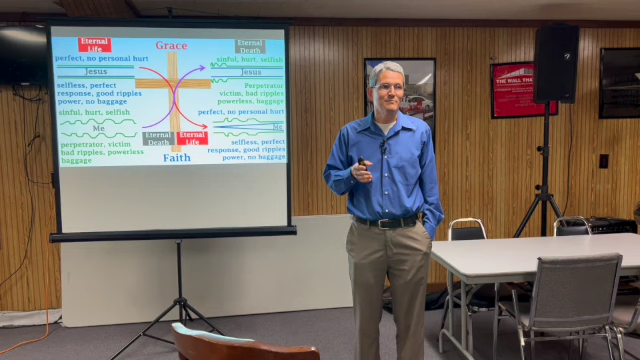 Grace
Eternal
Life
Eternal
Death
perfect, no personal hurt
sinful, hurt, selfish
Jesus
Jesus
selfless, perfect
response, good ripples
power, no baggage
Perpetrator
victim, bad ripples
powerless, baggage
sinful, hurt, selfish
perfect, no personal hurt
Me
Me
Eternal
Death
Eternal
Life
perpetrator, victim
bad ripples, powerless
baggage
selfless, perfect
response, good ripples
power, no baggage
Faith
THE WALL